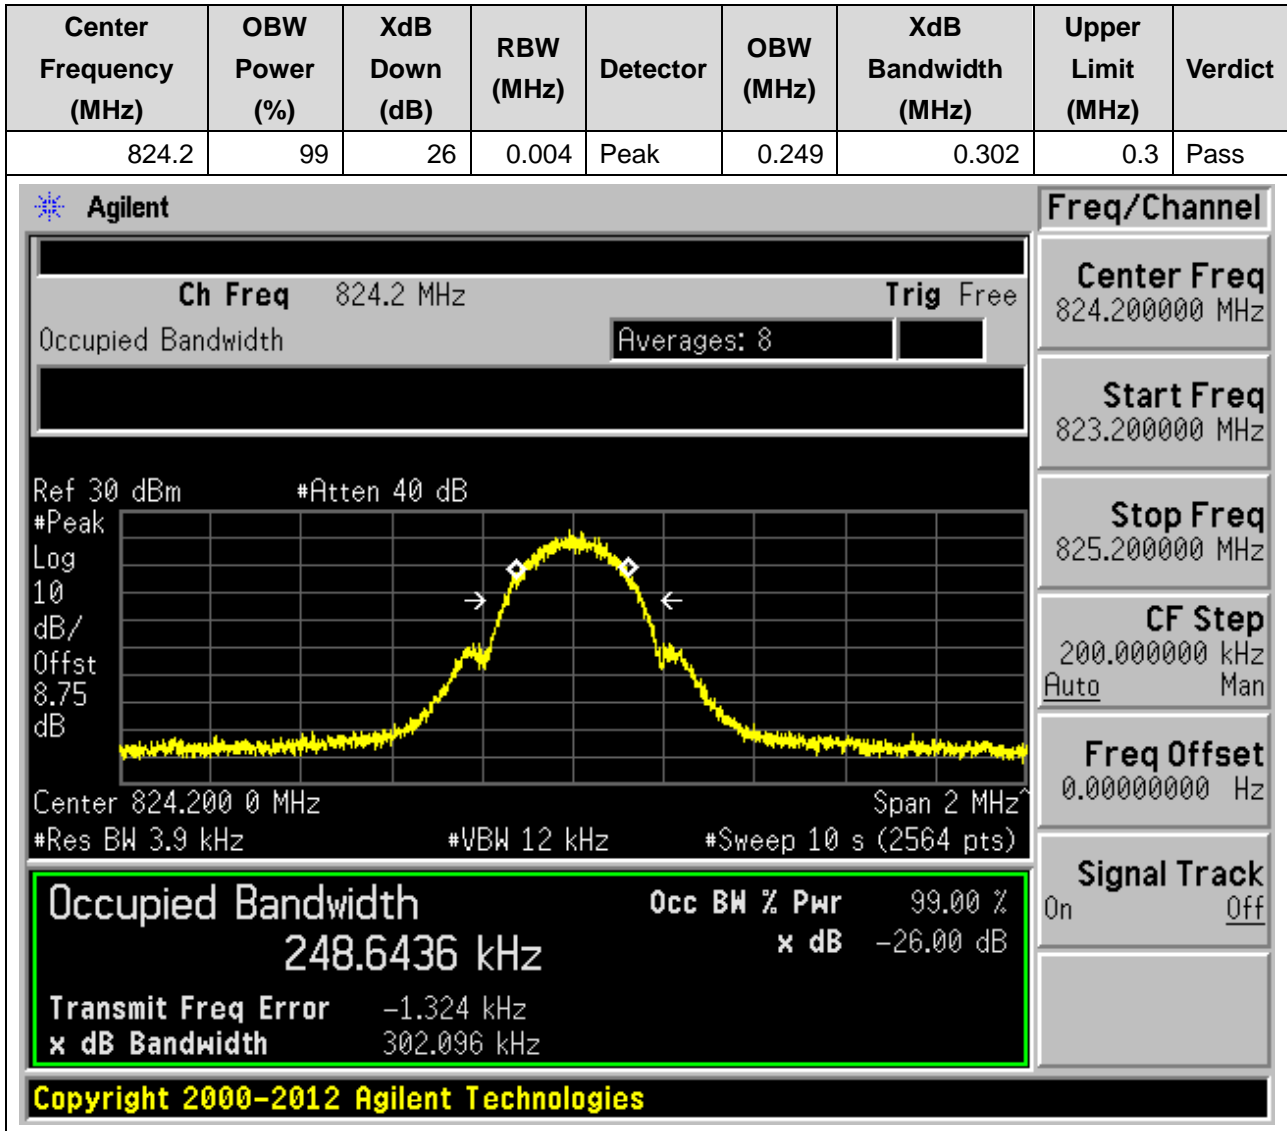 Center Frequency (MHz) OBW Power (%) XdB Down (dB) RBW (MHz) Detector OBW (MHz) XdB Bandwidth (MHz) Upper Limit (MHz) Verdict
824.2 99 26 0.004 Peak 0.249 0.302 0.3 Pass
Agilent
Freq/Channel
Ch Freq 824.2 MHz Trig Free
Occupied Bandwidth Averages: 8
Center Freq
824.200000 MHz
Start Freq
823.200000 MHz
Stop Freq
825.200000 MHz
CF Step
200.000000 kHz
Auto Man
Freq Offset
0.00000000 Hz
Signal Track
On Off
Ref 30 dBm #Atten 40 dB
#Peak
Log
10
dB/
Offst
8.75
dB
Center 824.200 0 MHz Span 2 MHz^
#Res BW 3.9 kHz #VBW 12 kHz #Sweep 10 s (2564 pts)
Occupied Bandwidth Occ BW % Pwr 99.00 %
248.6436 kHz x dB -26.00 dB
Transmit Freq Error -1.324 kHz
x dB Bandwidth 302.096 kHz
Copyright 2000-2012 Agilent Technologies